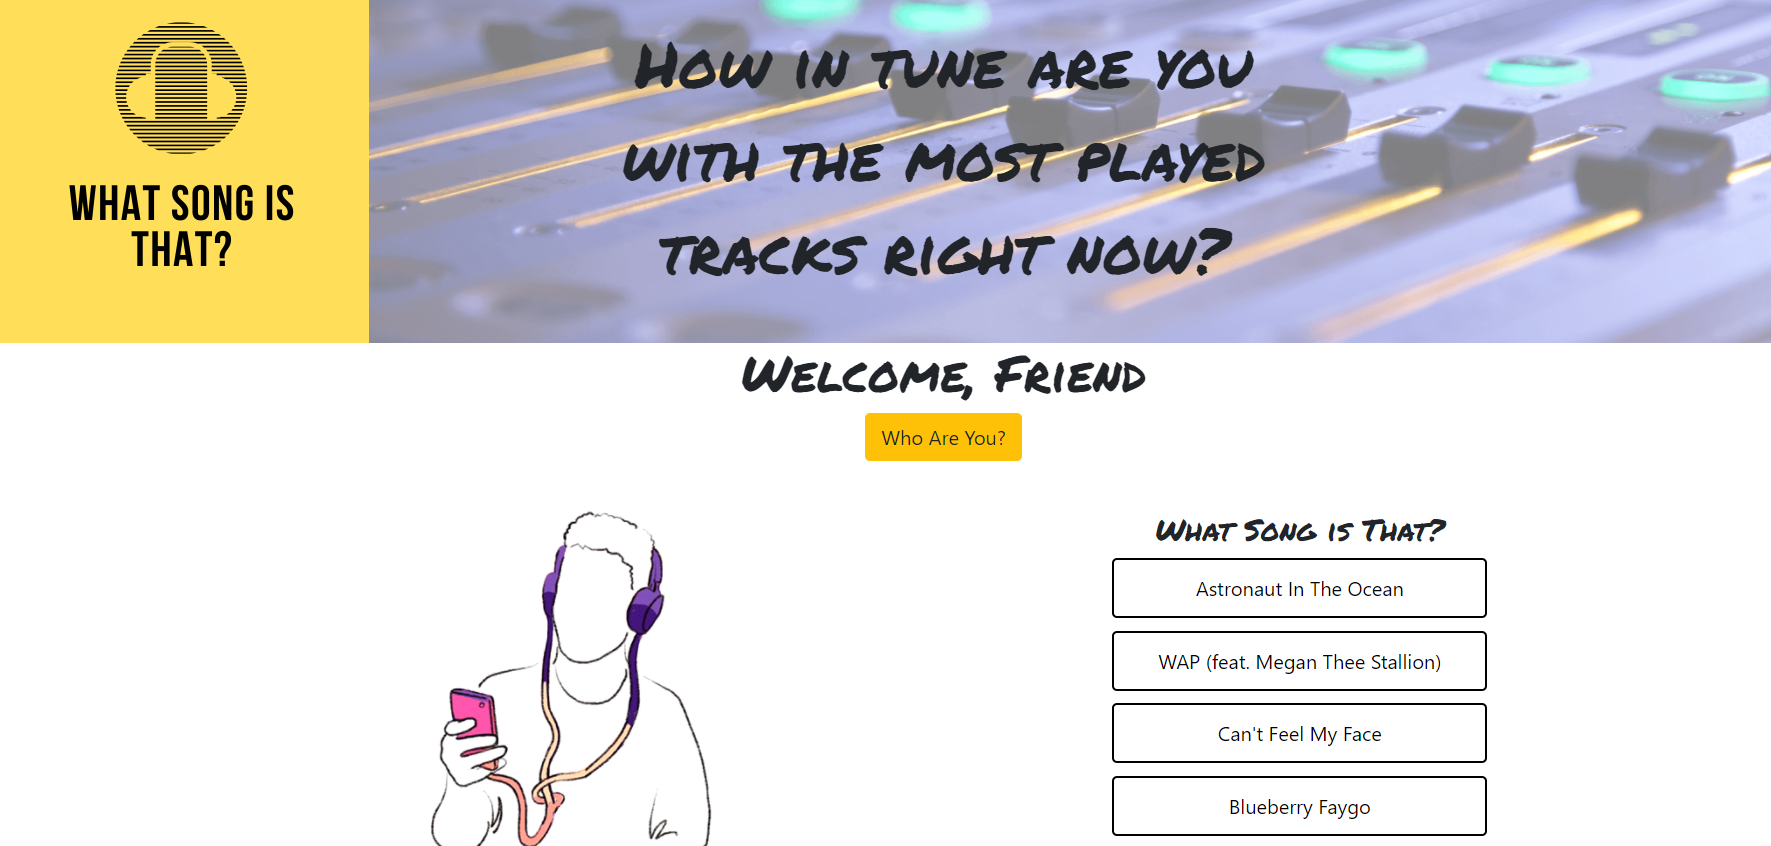 WHAT SONG IS
THAT?
How in tune are you
with the most played
tracks right now?
Welcome, Friend
Who Are You?
What Song is That?
Astronaut In The Ocean
WAP (feat. Megan Thee Stallion)
Can't Feel My Face
Blueberry Faygo